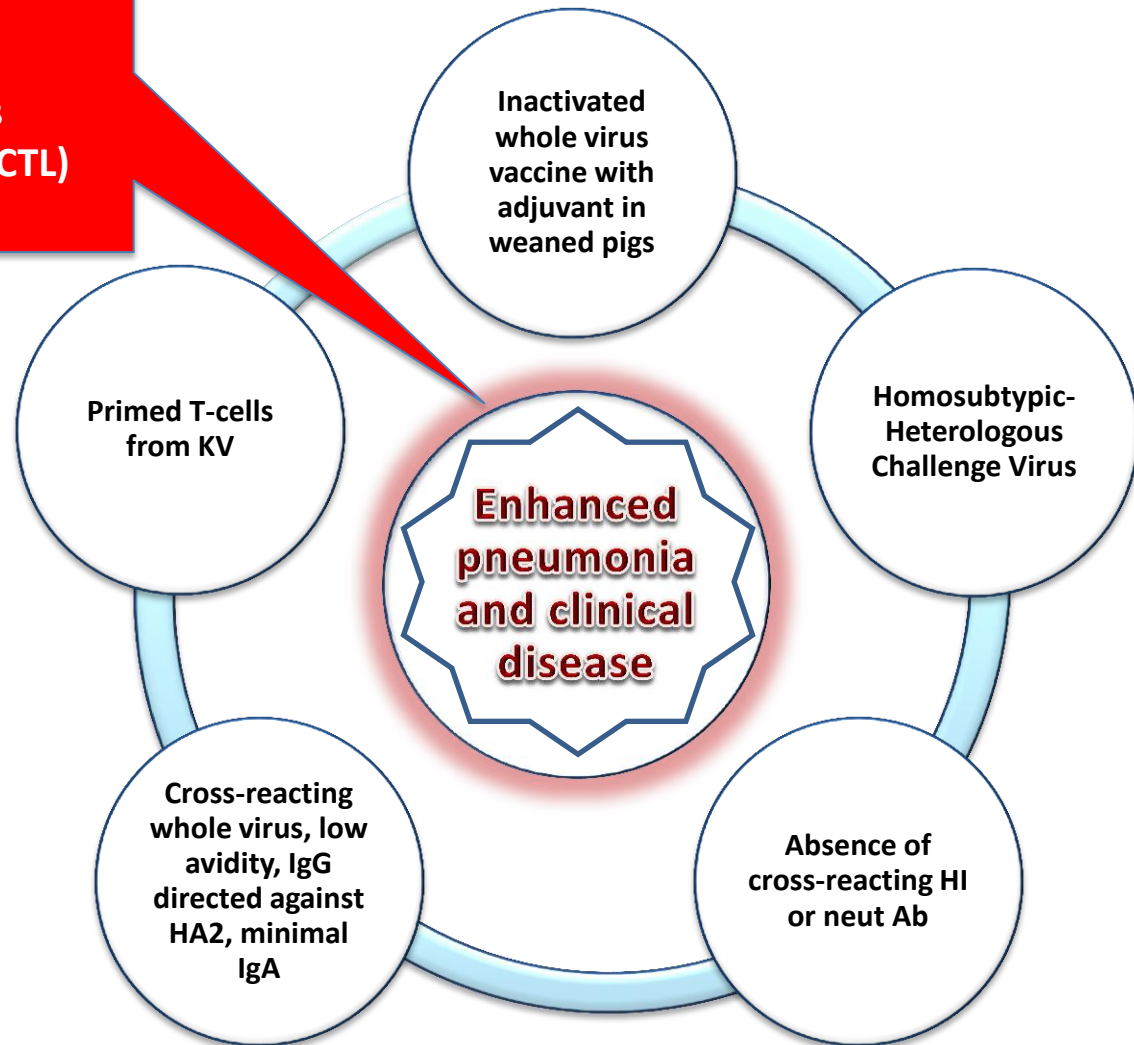 CTL)
Inactivated
whole virus
vaccine with
adjuvant in
weaned pigs
Homosubtypic-
Heterologous
Challenge Virus
Absence of
cross-reacting HI
or neut Ab
Cross-reacting
whole virus, low
avidity, IgG
directed against
HA2, minimal
IgA
Primed T-cells
from KV
Enhanced
pneumonia
and clinical
disease